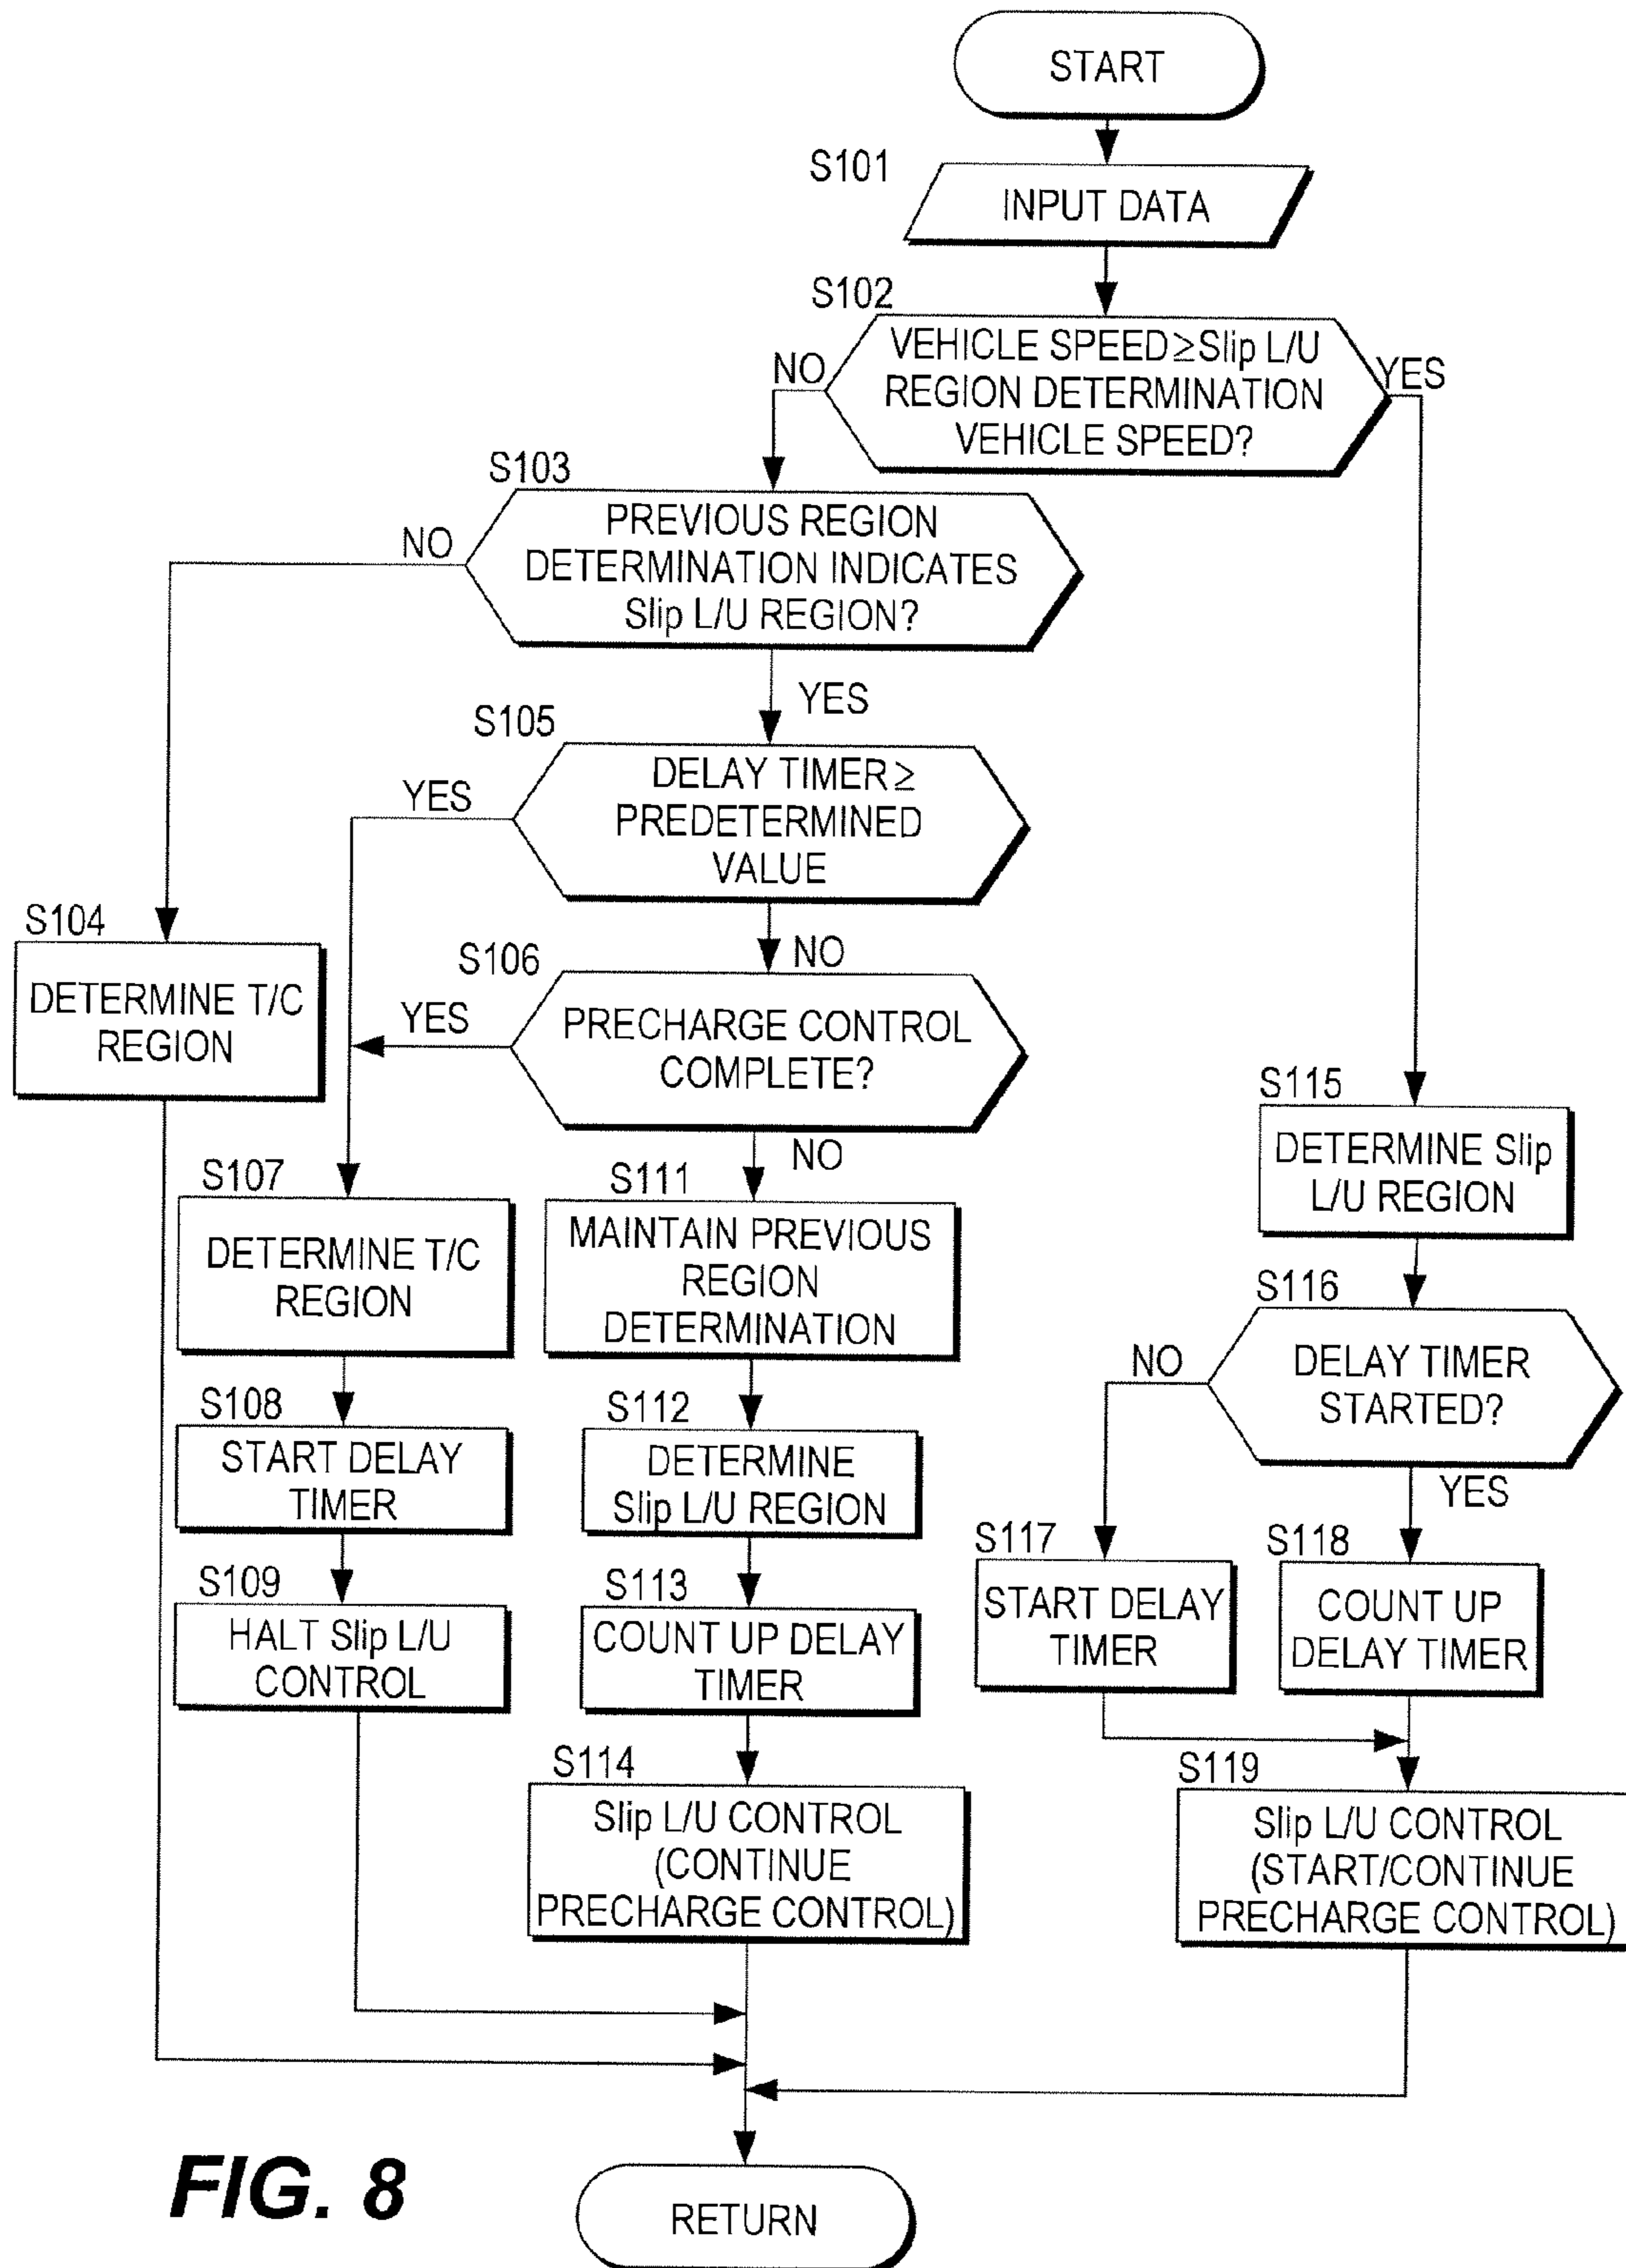 START
S101
INPUT DATA
S102
VEHICLE SPEED≥Slip L/U
REGION DETERMINATION
VEHICLE SPEED?
NO
YES
S103
PREVIOUS REGION
DETERMINATION INDICATES
Slip L/U REGION?
NO
YES
S105
DELAY TIMER≥
PREDETERMINED
VALUE
YES
NO
S104
DETERMINE T/C
REGION
S106
PRECHARGE CONTROL
COMPLETE?
YES
NO
S107
DETERMINE T/C
REGION
S108
START DELAY
TIMER
S109
HALT Slip L/U
CONTROL
S111
MAINTAIN PREVIOUS
REGION
DETERMINATION
S112
DETERMINE
Slip L/U REGION
S113
COUNT UP DELAY
TIMER
S114
Slip L/U CONTROL
(CONTINUE
PRECHARGE CONTROL)
S115
DETERMINE Slip
L/U REGION
S116
DELAY TIMER
STARTED?
NO
YES
S117
START DELAY
TIMER
S118
COUNT UP
DELAY TIMER
S119
Slip L/U CONTROL
(START/CONTINUE
PRECHARGE CONTROL)
RETURN
FIG. 8